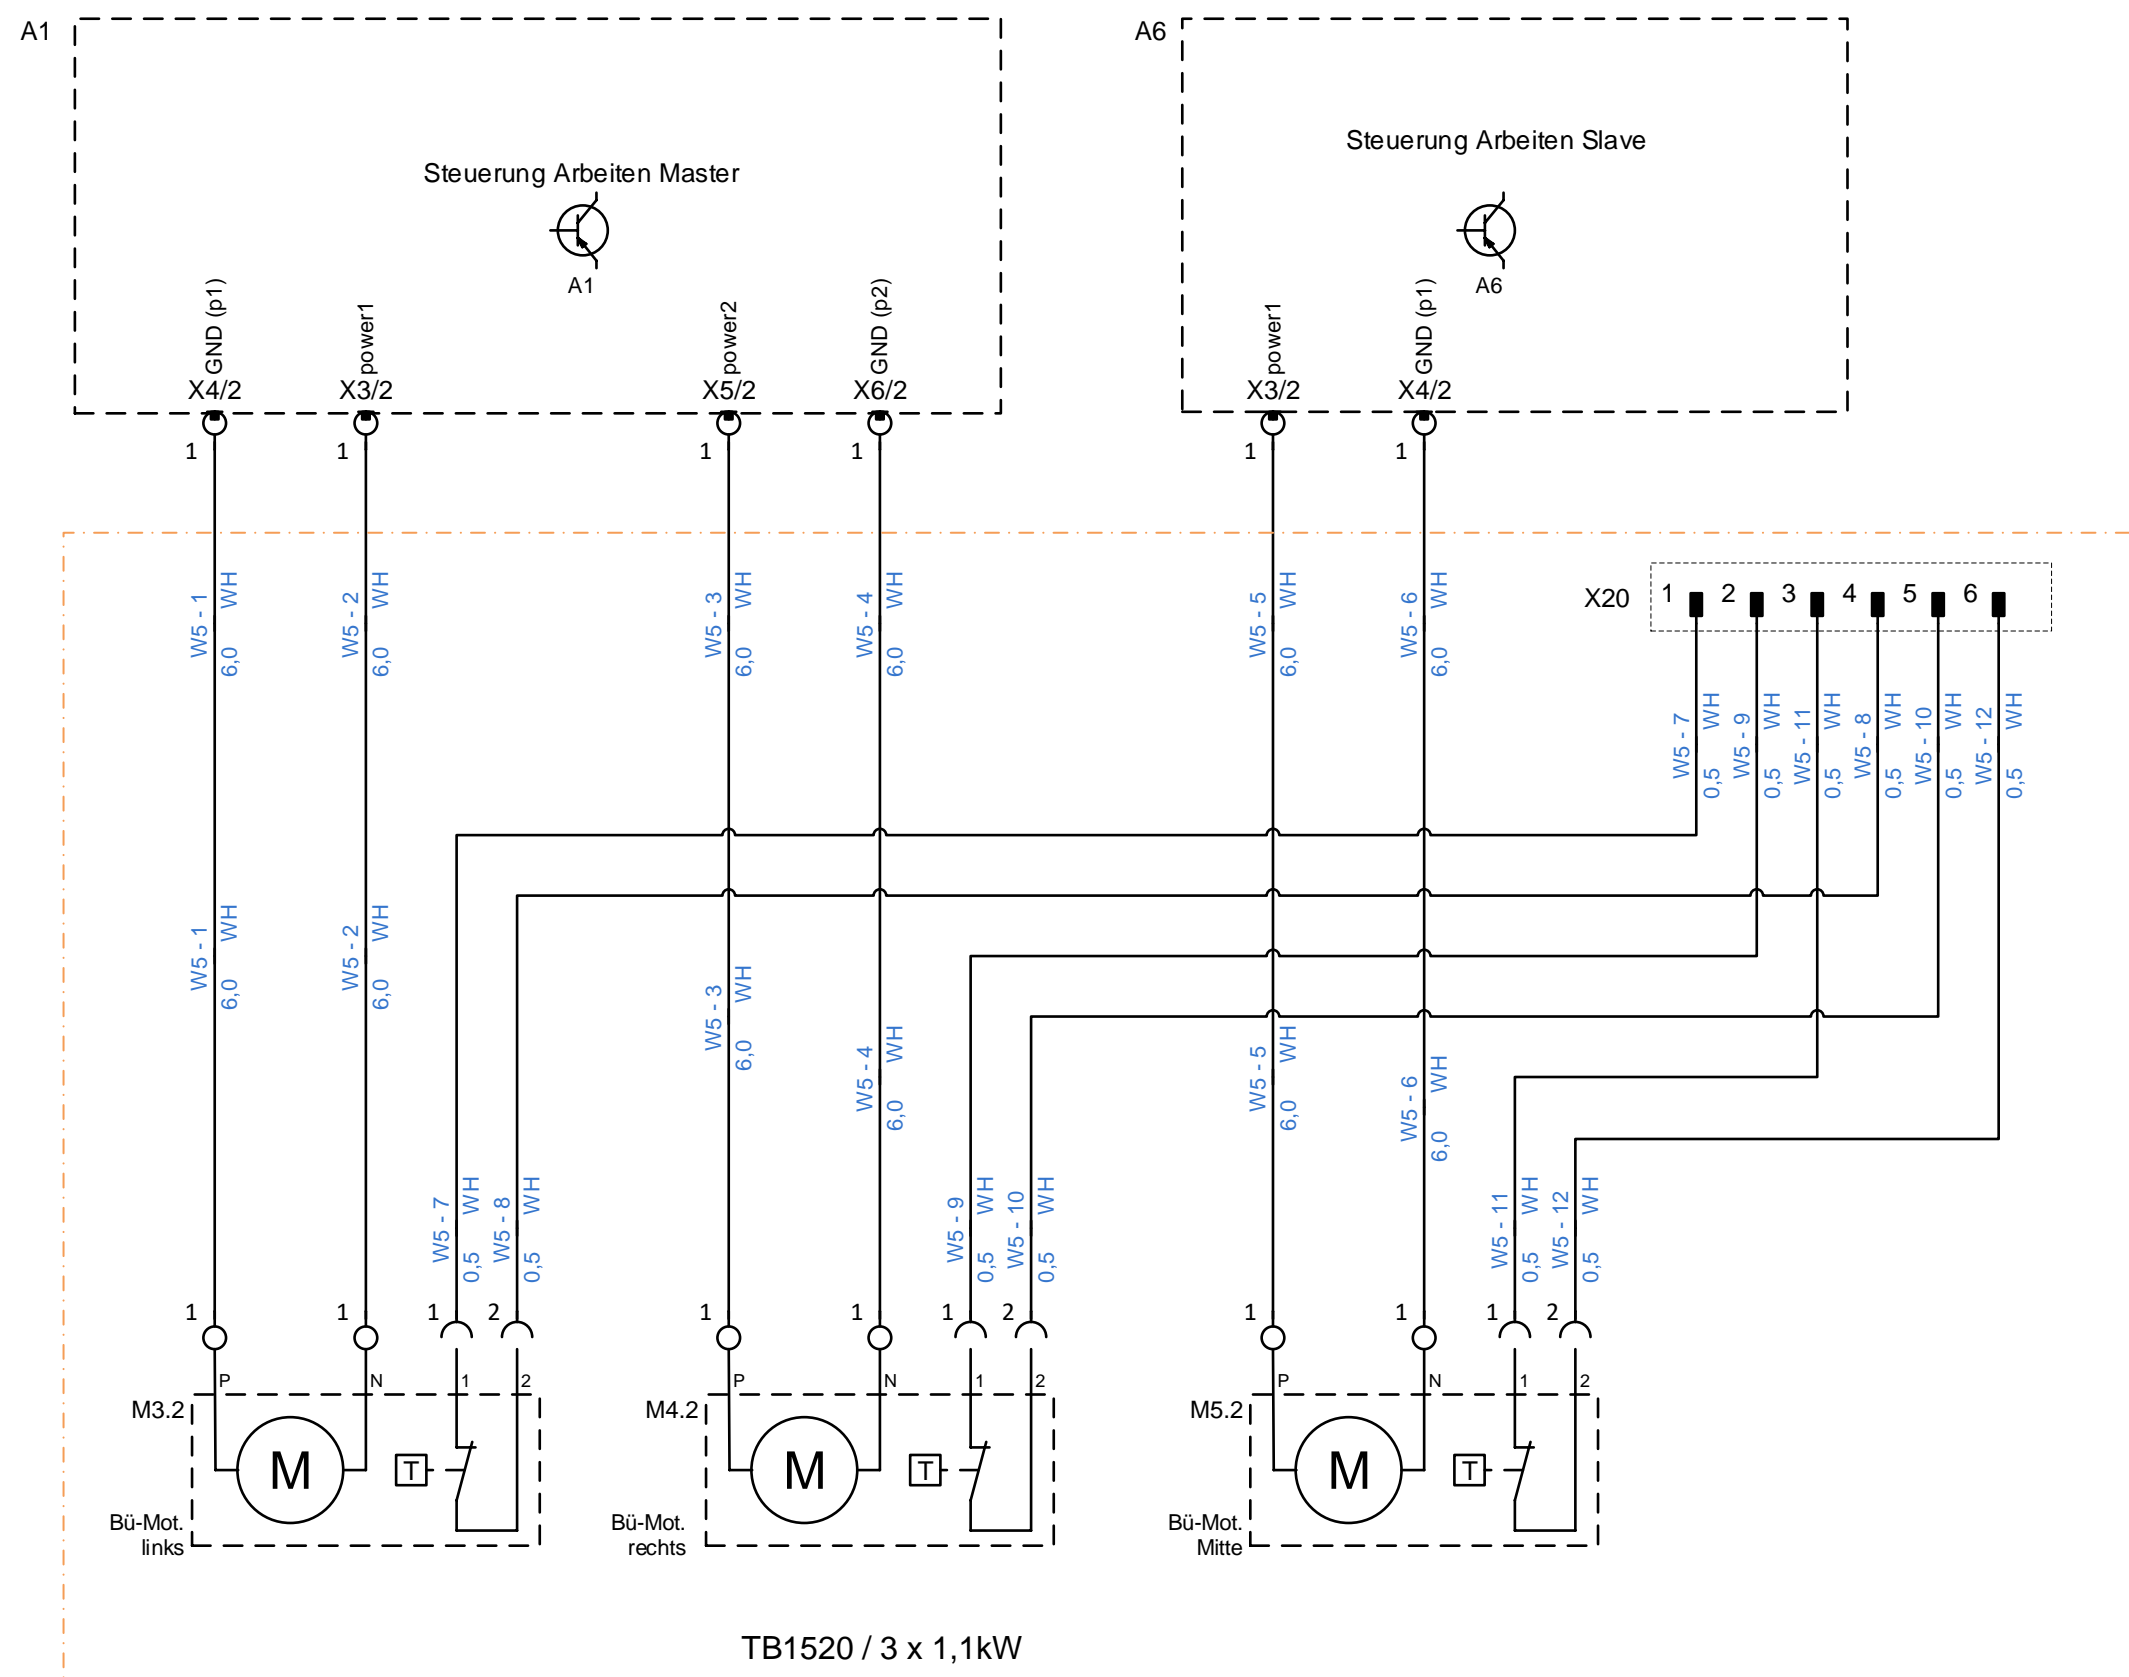 A1
A6
Steuerung Arbeiten Slave
Steuerung Arbeiten Master
A1
A6
GND (p1)
power1
power2
GND (p2)
power1
GND (p1)
X4/2
X3/2
X5/2
X6/2
X3/2
X4/2
1
1
1
1
1
1
X20
1
2
3
4
5
6
W5 - 1
WH
6,0
W5 - 2
WH
6,0
W5 - 3
WH
6,0
W5 - 4
WH
6,0
W5 - 5
WH
6,0
W5 - 6
WH
6,0
W5 - 7
WH
0,5
W5 - 9
WH
0,5
W5 - 11
WH
0,5
W5 - 8
WH
0,5
W5 - 10
WH
0,5
W5 - 12
WH
0,5
W5 - 1
WH
6,0
W5 - 2
WH
6,0
W5 - 3
WH
6,0
W5 - 4
WH
6,0
W5 - 5
WH
6,0
W5 - 6
WH
6,0
W5 - 7
WH
0,5
W5 - 8
WH
0,5
W5 - 9
WH
0,5
W5 - 10
WH
0,5
W5 - 11
WH
0,5
W5 - 12
WH
0,5
1
1
1
2
1
1
1
2
1
1
1
2
P
N
1
2
P
N
1
2
P
N
1
2
M3.2
M4.2
M5.2
M
T
M
T
M
T
Bü-Mot.
links
Bü-Mot.
rechts
Bü-Mot.
Mitte
TB1520 / 3 x 1,1kW